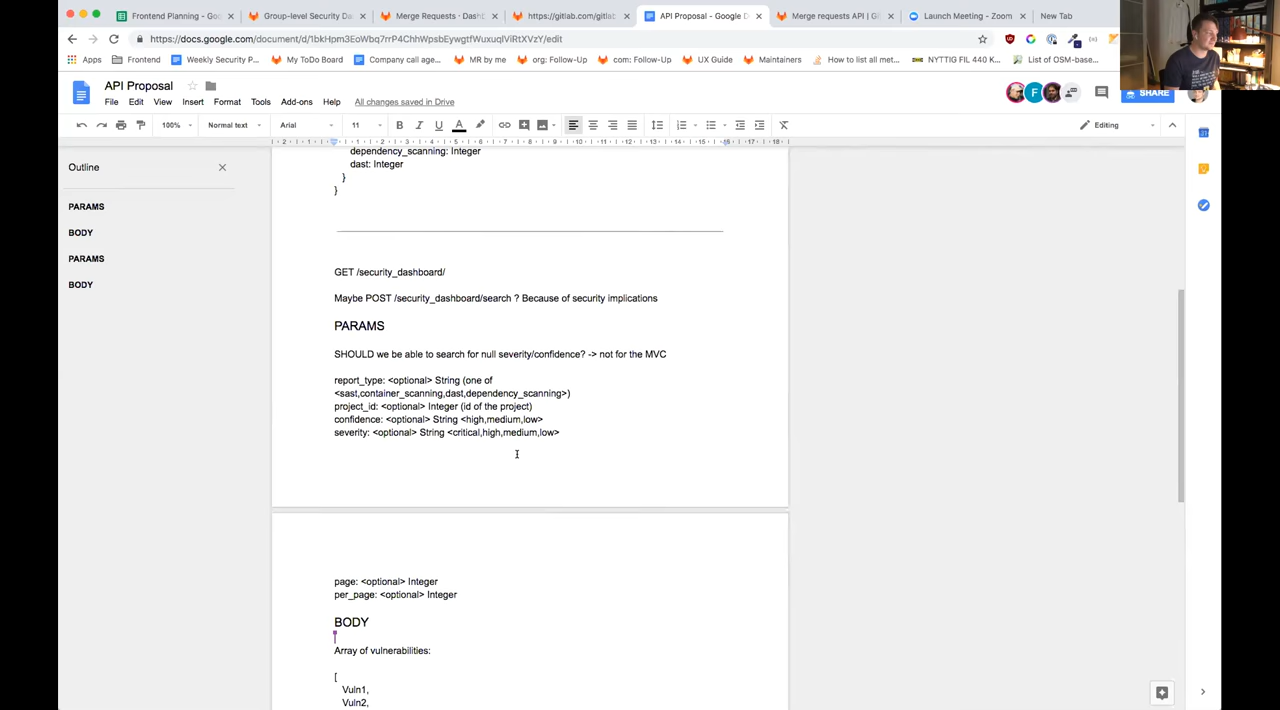 Frontend Planning - Go
Group-level Security Da
Merge Requests · Dash
https://gitlab.com/gitlab
API Proposal - Google D
Merge requests API | Gi
Launch Meeting - Zoom
New Tab
Apps
Frontend
Weekly Security P
My ToDo Board
Company call age...
MR by me
org: Follow-Up
com: Follow-Up
UX Guide
Maintainers
How to list all met...
NYTTIG FIL 440 K...
List of OSM-base...
API Proposal
File Edit View Insert Format Tools Add-ons Help All changes saved in Drive
SHARE
100% Normal text Arial 11 Editing
Outline
PARAMS
BODY
PARAMS
BODY
dependency_scanning: Integer
dast: Integer
}
}
GET /security_dashboard/
Maybe POST /security_dashboard/search ? Because of security implications
PARAMS
SHOULD we be able to search for null severity/confidence? -> not for the MVC
report_type: <optional> String (one of
<sast,container_scanning,dast,dependency_scanning>)
project_id: <optional> Integer (id of the project)
confidence: <optional> String <high,medium,low>
severity: <optional> String <critical,high,medium,low>
page: <optional> Integer
per_page: <optional> Integer
BODY
Array of vulnerabilities:
[
Vuln1,
Vuln2,